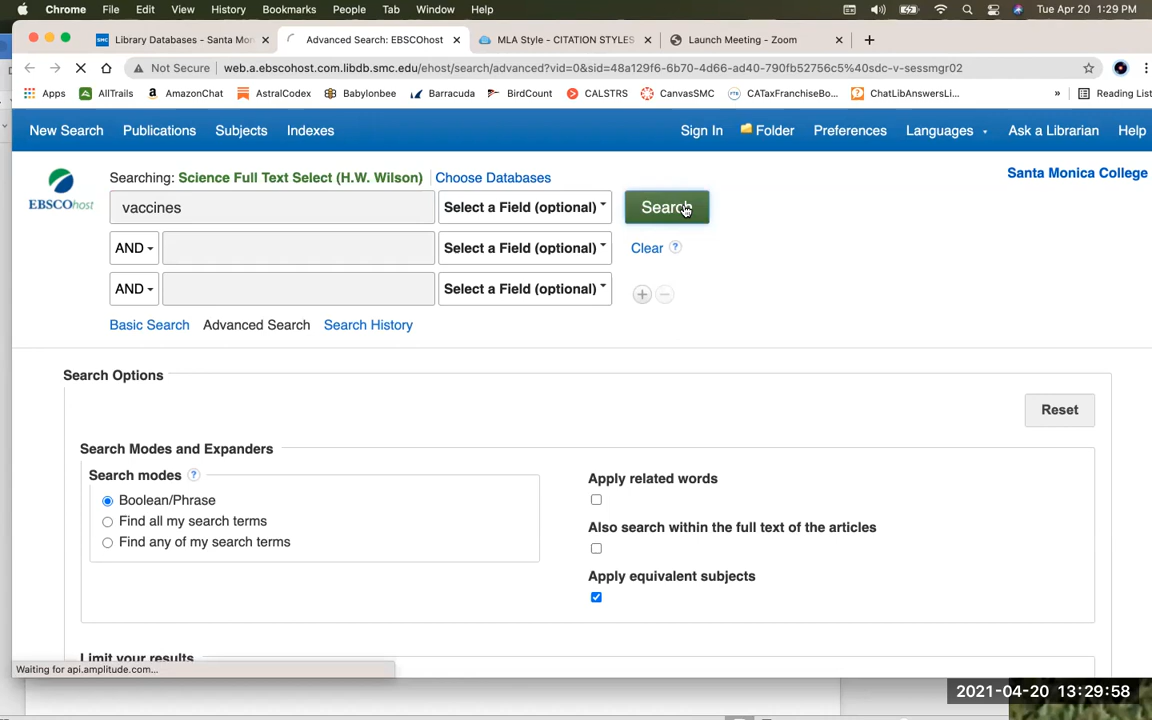 Chrome File Edit View History Bookmarks People Tab Window Help Tue Apr 20 1:29 PM
Library Databases - Santa Mon Advanced Search: EBSCOhost MLA Style - CITATION STYLES Launch Meeting - Zoom
Not Secure web.a.ebscohost.com.libdb.smc.edu/ehost/search/advanced?vid=0&sid=48a129f6-6b70-4d66-ad40-790fb52756c5%40sdc-v-sessmgr02
Apps AllTrails AmazonChat AstralCodex Babylonbee Barracuda BirdCount CALSTRS CanvasSMC CATaxFranchiseBo... ChatLibAnswersLi... » Reading List
New Search Publications Subjects Indexes Sign In Folder Preferences Languages Ask a Librarian Help
Searching: Science Full Text Select (H.W. Wilson) Choose Databases Santa Monica College
EBSCOhost
vaccines Select a Field (optional) Search
AND Select a Field (optional) Clear ?
AND Select a Field (optional)
Basic Search Advanced Search Search History
Search Options
Reset
Search Modes and Expanders
Search modes ?
Boolean/Phrase
Find all my search terms
Find any of my search terms
Apply related words
Also search within the full text of the articles
Apply equivalent subjects
Limit your results
Waiting for api.amplitude.com...
2021-04-20 13:29:58